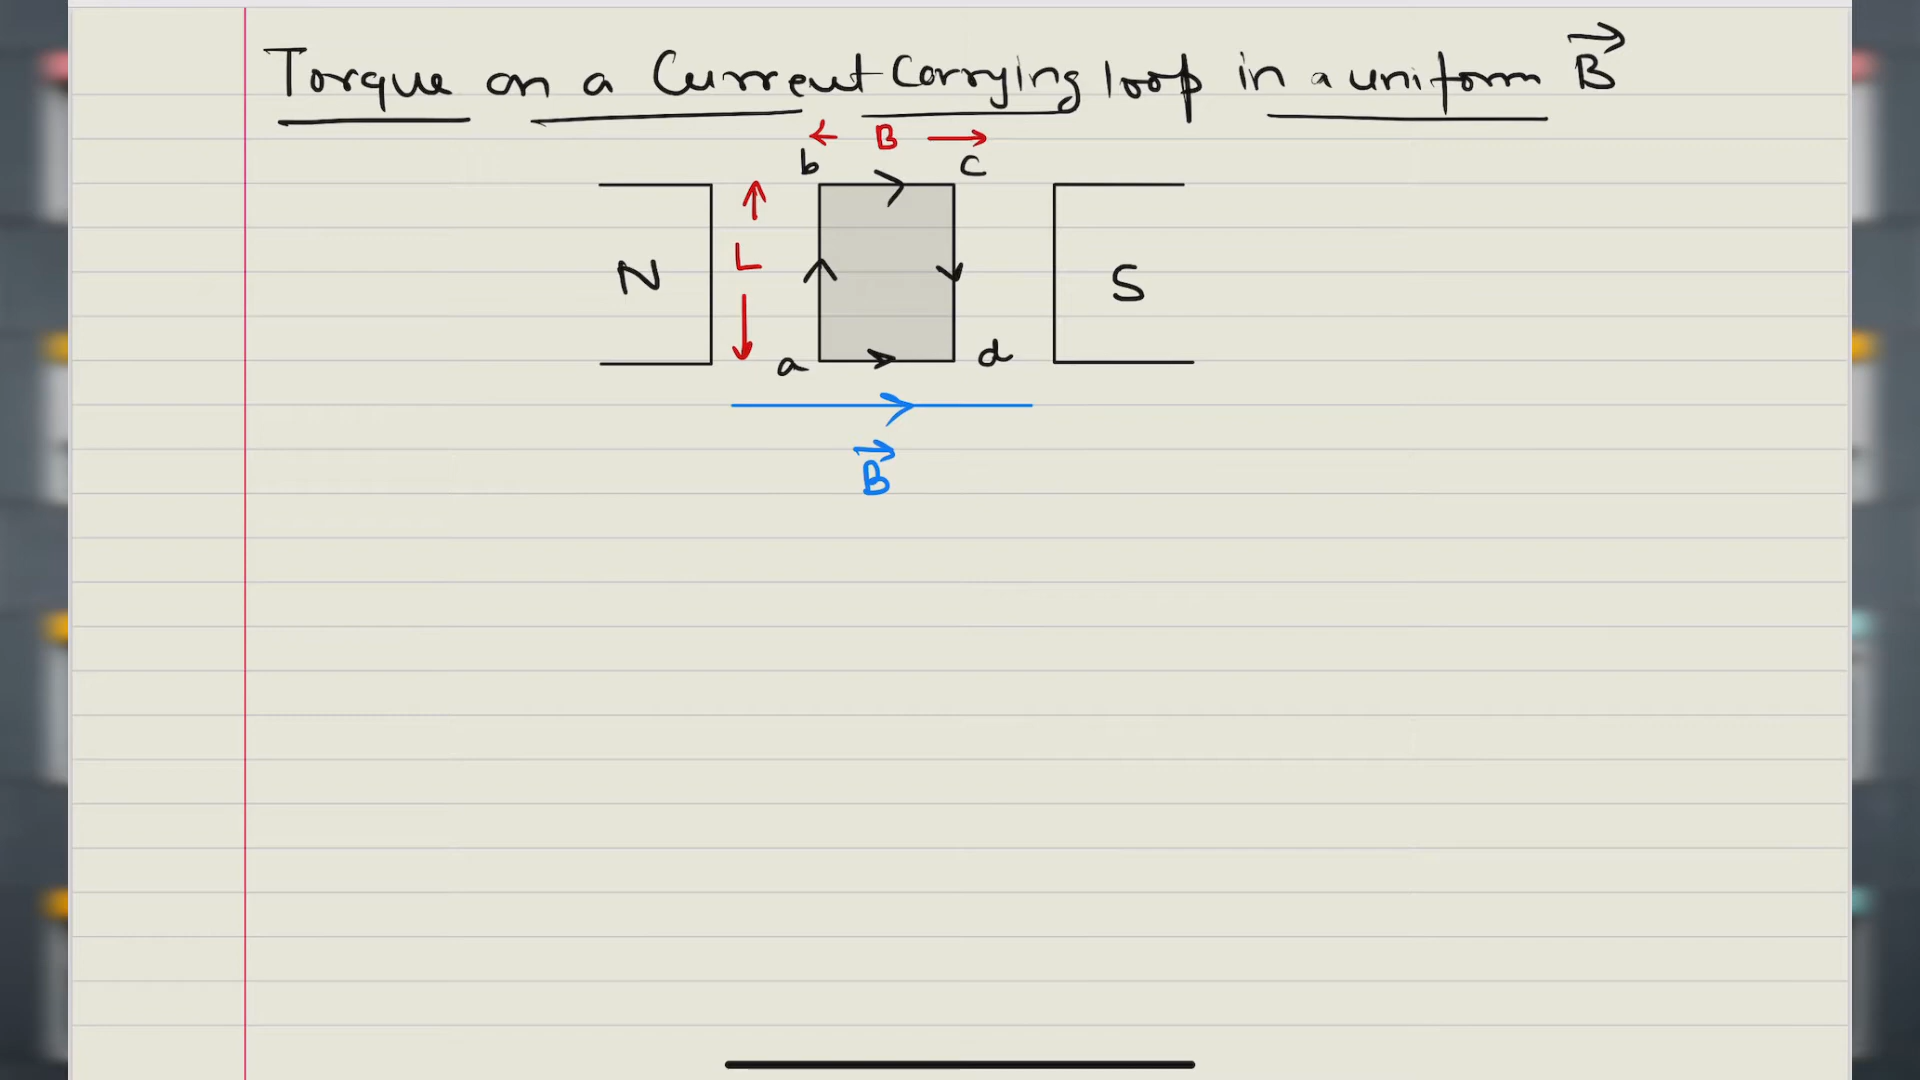 Torque on a Current Carrying loop in a uniform B
B
b c
L
N S
a d
B